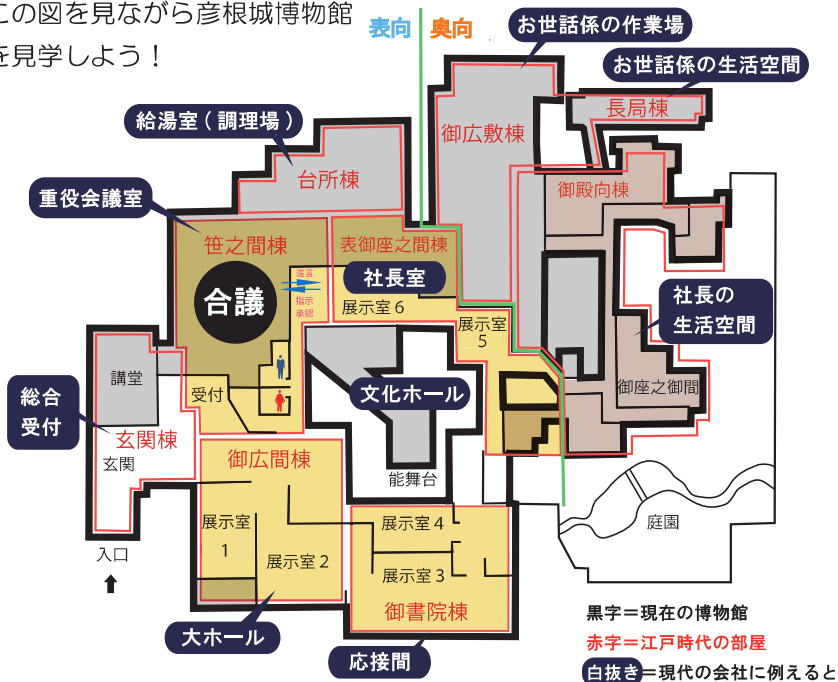 この図を見ながら彦根城博物館
を見学しよう！
表向
奥向
お世話係の作業場
お世話係の生活空間
長局棟
御広敷棟
給湯室(調理場)
台所棟
御殿向棟
重役会議室
笹之間棟
表御座之間棟
合議
進言
指示
承認
社長室
展示室6
展示室
5
社長の
生活空間
御座之御間
講堂
受付
文化ホール
総合
受付
玄関棟
玄関
御広間棟
能舞台
展示室
1
展示室2
展示室4
展示室3
御書院棟
庭園
入口
大ホール
応接間
黒字＝現在の博物館
赤字＝江戸時代の部屋
白抜き＝現代の会社に例えると